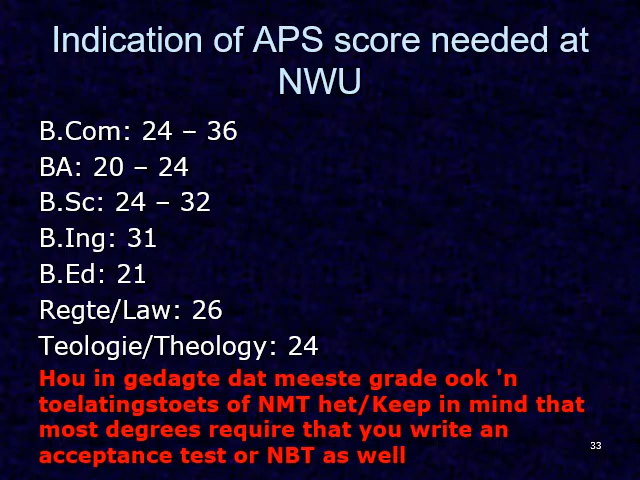 Indication of APS score needed at
NWU
B.Com: 24 – 36
BA: 20 – 24
B.Sc: 24 – 32
B.Ing: 31
B.Ed: 21
Regte/Law: 26
Teologie/Theology: 24
Hou in gedagte dat meeste grade ook 'n
toelatingstoets of NMT het/Keep in mind that
most degrees require that you write an
acceptance test or NBT as well
33